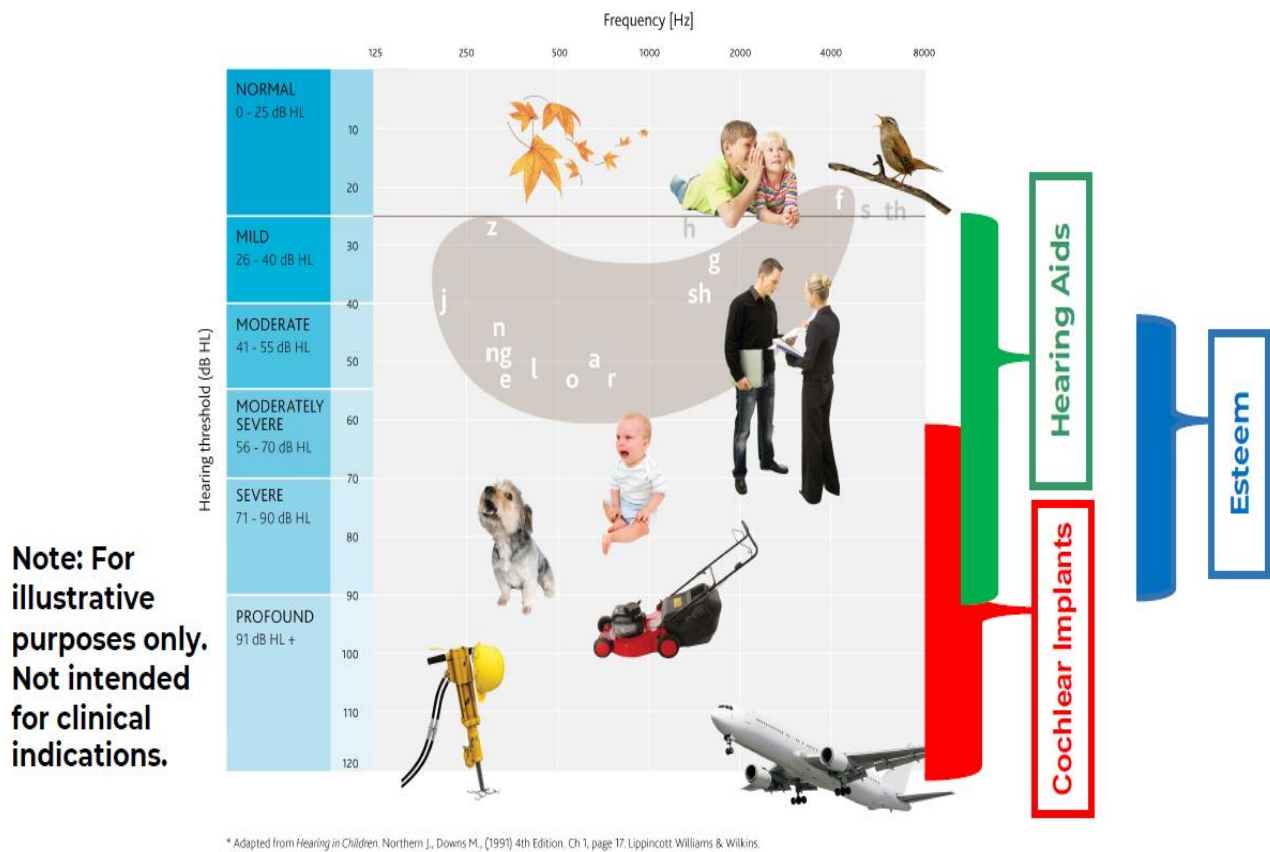 Frequency [Hz]
125 250 500 1000 2000 4000 8000
Hearing threshold (dB HL)
NORMAL
0 - 25 dB HL
MILD
26 - 40 dB HL
MODERATE
41 - 55 dB HL
MODERATELY
SEVERE
56 - 70 dB HL
SEVERE
71 - 90 dB HL
PROFOUND
91 dB HL +
10
20
30
40
50
60
70
80
90
100
110
120
f s th
z h
g
j sh
n
ng a
e l o r
Hearing Aids
Cochlear Implants
Esteem
Note: For
illustrative
purposes only.
Not intended
for clinical
indications.
* Adapted from Hearing in Children. Northern J., Downs M., (1991) 4th Edition. Ch 1, page 17. Lippincott Williams & Wilkins.